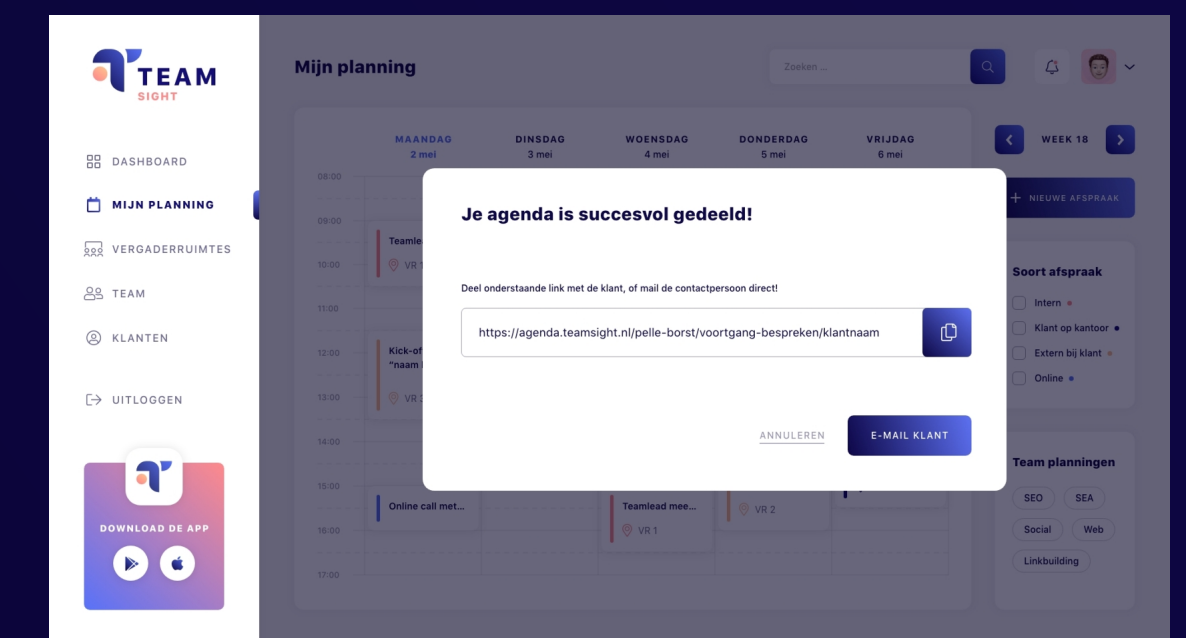 TEAM
SIGHT
DASHBOARD
MIJN PLANNING
VERGADERRUIMTES
TEAM
KLANTEN
UITLOGGEN
DOWNLOAD DE APP
Mijn planning
Zoeken ...
MAANDAG
2 mei
DINSDAG
3 mei
WOENSDAG
4 mei
DONDERDAG
5 mei
VRIJDAG
6 mei
WEEK 18
NIEUWE AFSPRAAK
08:00
09:00
10:00
11:00
12:00
13:00
14:00
15:00
16:00
17:00
Teamle
VR 1
Kick-of
"naam
VR
Online call met...
Teamlead mee...
VR 1
VR 2
Je agenda is succesvol gedeeld!
Deel onderstaande link met de klant, of mail de contactpersoon direct!
https://agenda.teamsight.nl/pelle-borst/voortgang-bespreken/klantnaam
ANNULEREN
E-MAIL KLANT
Soort afspraak
Intern
Klant op kantoor
Extern bij klant
Online
Team planningen
SEO SEA
Social Web
Linkbuilding